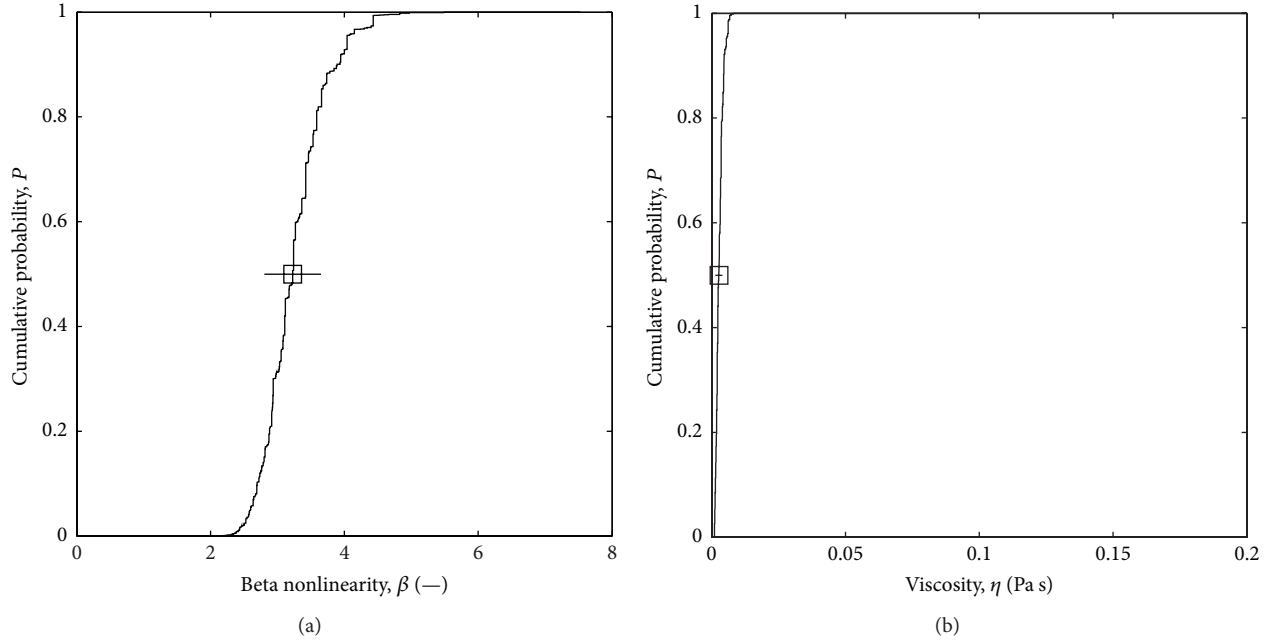 1
0.8
0.6
0.4
0.2
0
Cumulative probability, P
0 2 4 6 8
Beta nonlinearity, β (—)
(a)
1
0.8
0.6
0.4
0.2
0
Cumulative probability, P
0 0.05 0.1 0.15 0.2
Viscosity, η (Pa s)
(b)